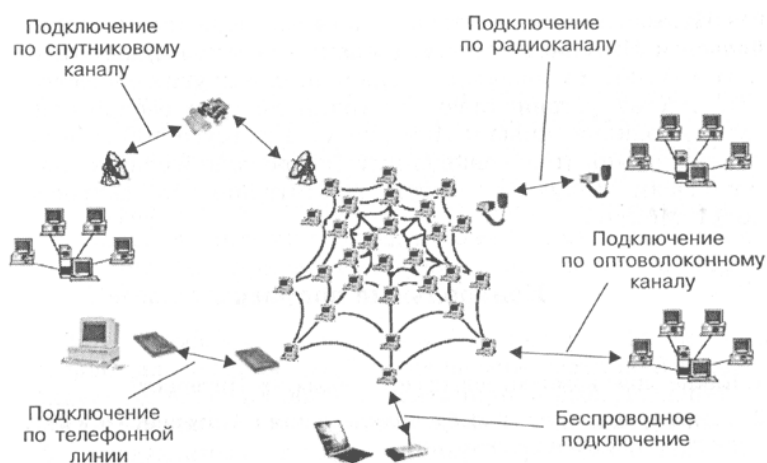 Подключение
по спутниковому
каналу
Подключение
по радиоканалу
Подключение
по оптоволоконному
каналу
Подключение
по телефонной
линии
Беспроводное
подключение